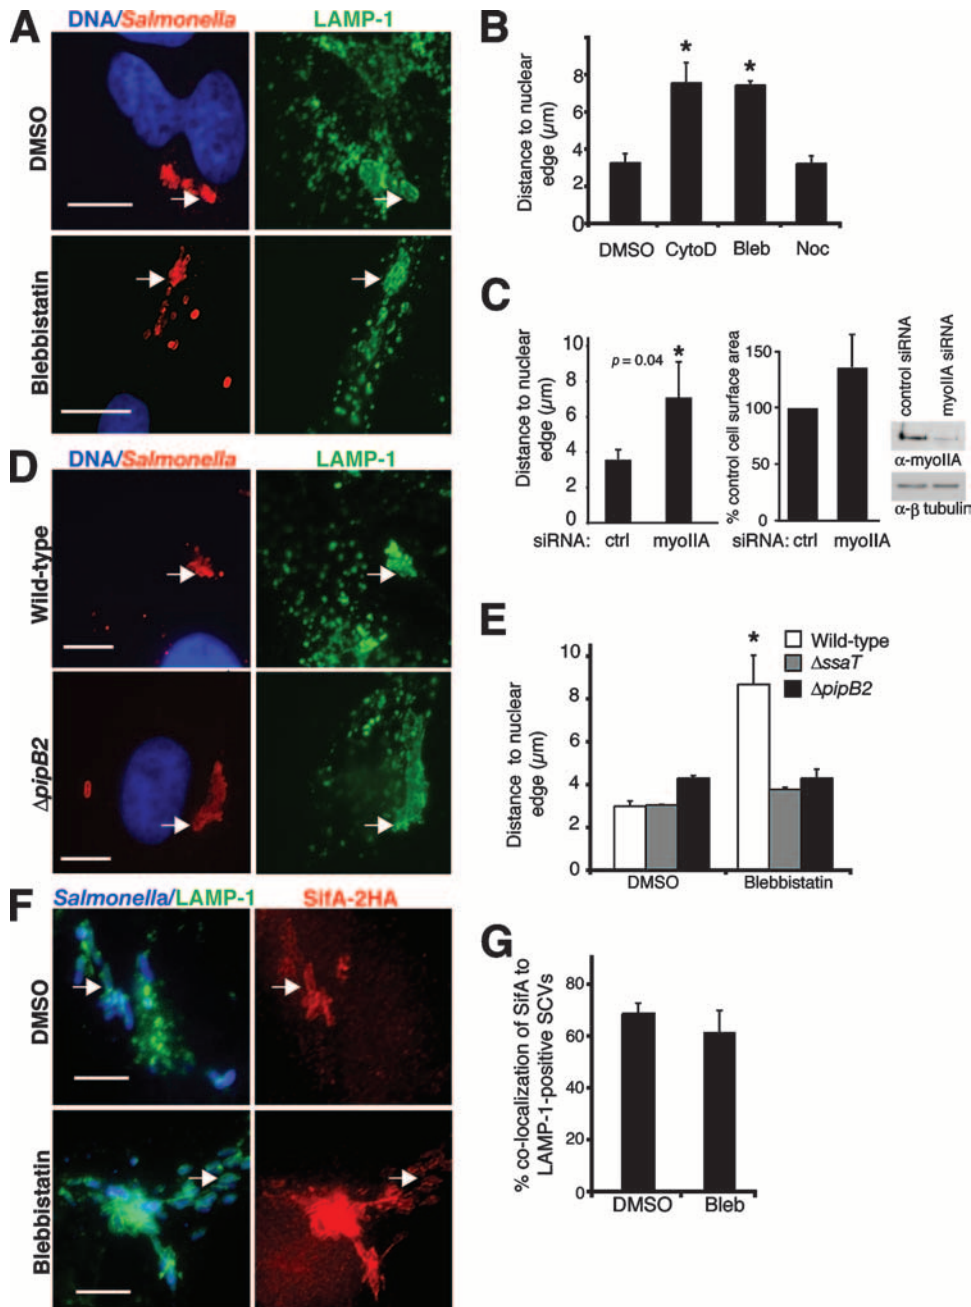 A
DNA/Salmonella
LAMP-1
DMSO
Blebbistatin
B
Distance to nuclear
edge (µm)
8
6
4
2
0
*
*
DMSO
CytoD
Bleb
Noc
C
Distance to nuclear
edge (µm)
10
8
6
4
2
0
p = 0.04
*
siRNA: ctrl
myoIIA
% control cell surface area
150
100
50
0
siRNA: ctrl
myoIIA
control siRNA
myoIIA siRNA
α-myoIIA
α-β tubulin
D
DNA/Salmonella
LAMP-1
Wild-type
ΔpipB2
E
Distance to nuclear
edge (µm)
10
8
6
4
2
0
*
Wild-type
ΔssaT
ΔpipB2
DMSO
Blebbistatin
F
Salmonella/LAMP-1
SifA-2HA
DMSO
Blebbistatin
G
% co-localization of SifA to
LAMP-1-positive SCVs
80
60
40
20
0
DMSO
Bleb